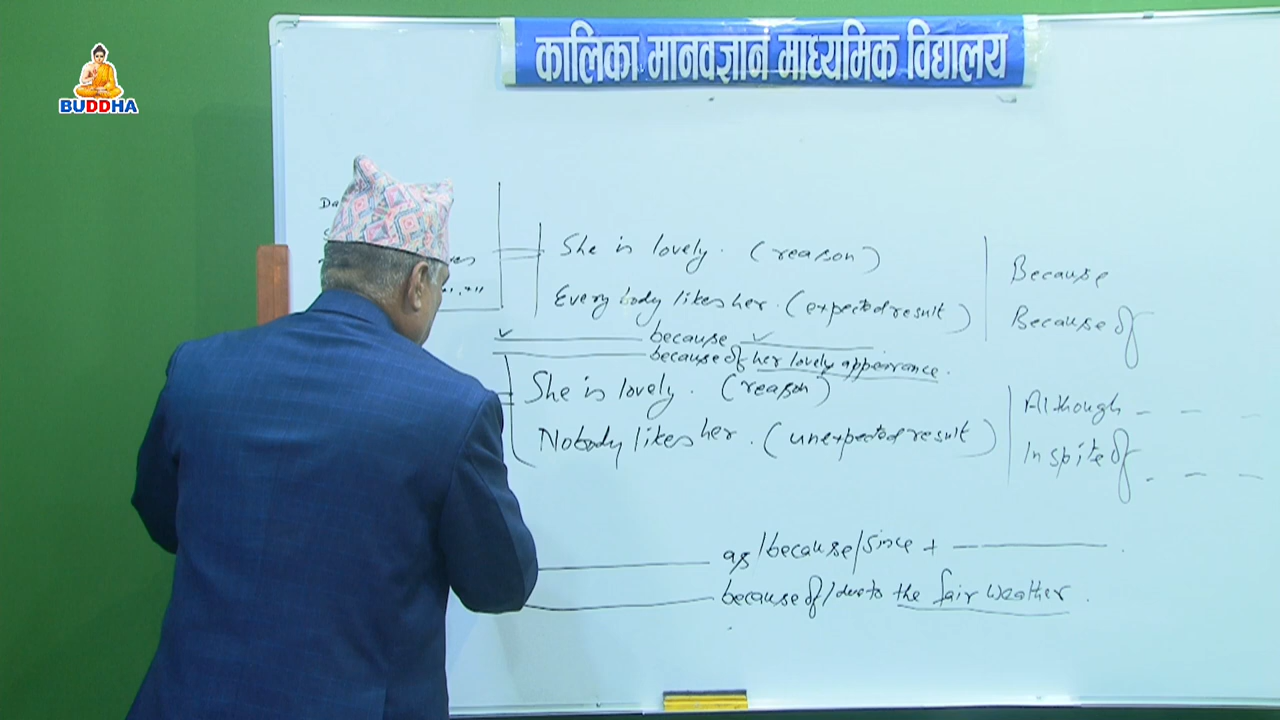 BUDDHA
कालिका मानवज्ञान माध्यमिक विद्यालय
She is lovely. (reason)
Every body likes her. (expected result)
because
because of her lovely appearance.
She is lovely. (reason)
Nobody likes her. (unexpected result)
Because
Because of
Although - - -
In spite of - - -
as/because/since +
because of/due to the fair weather.